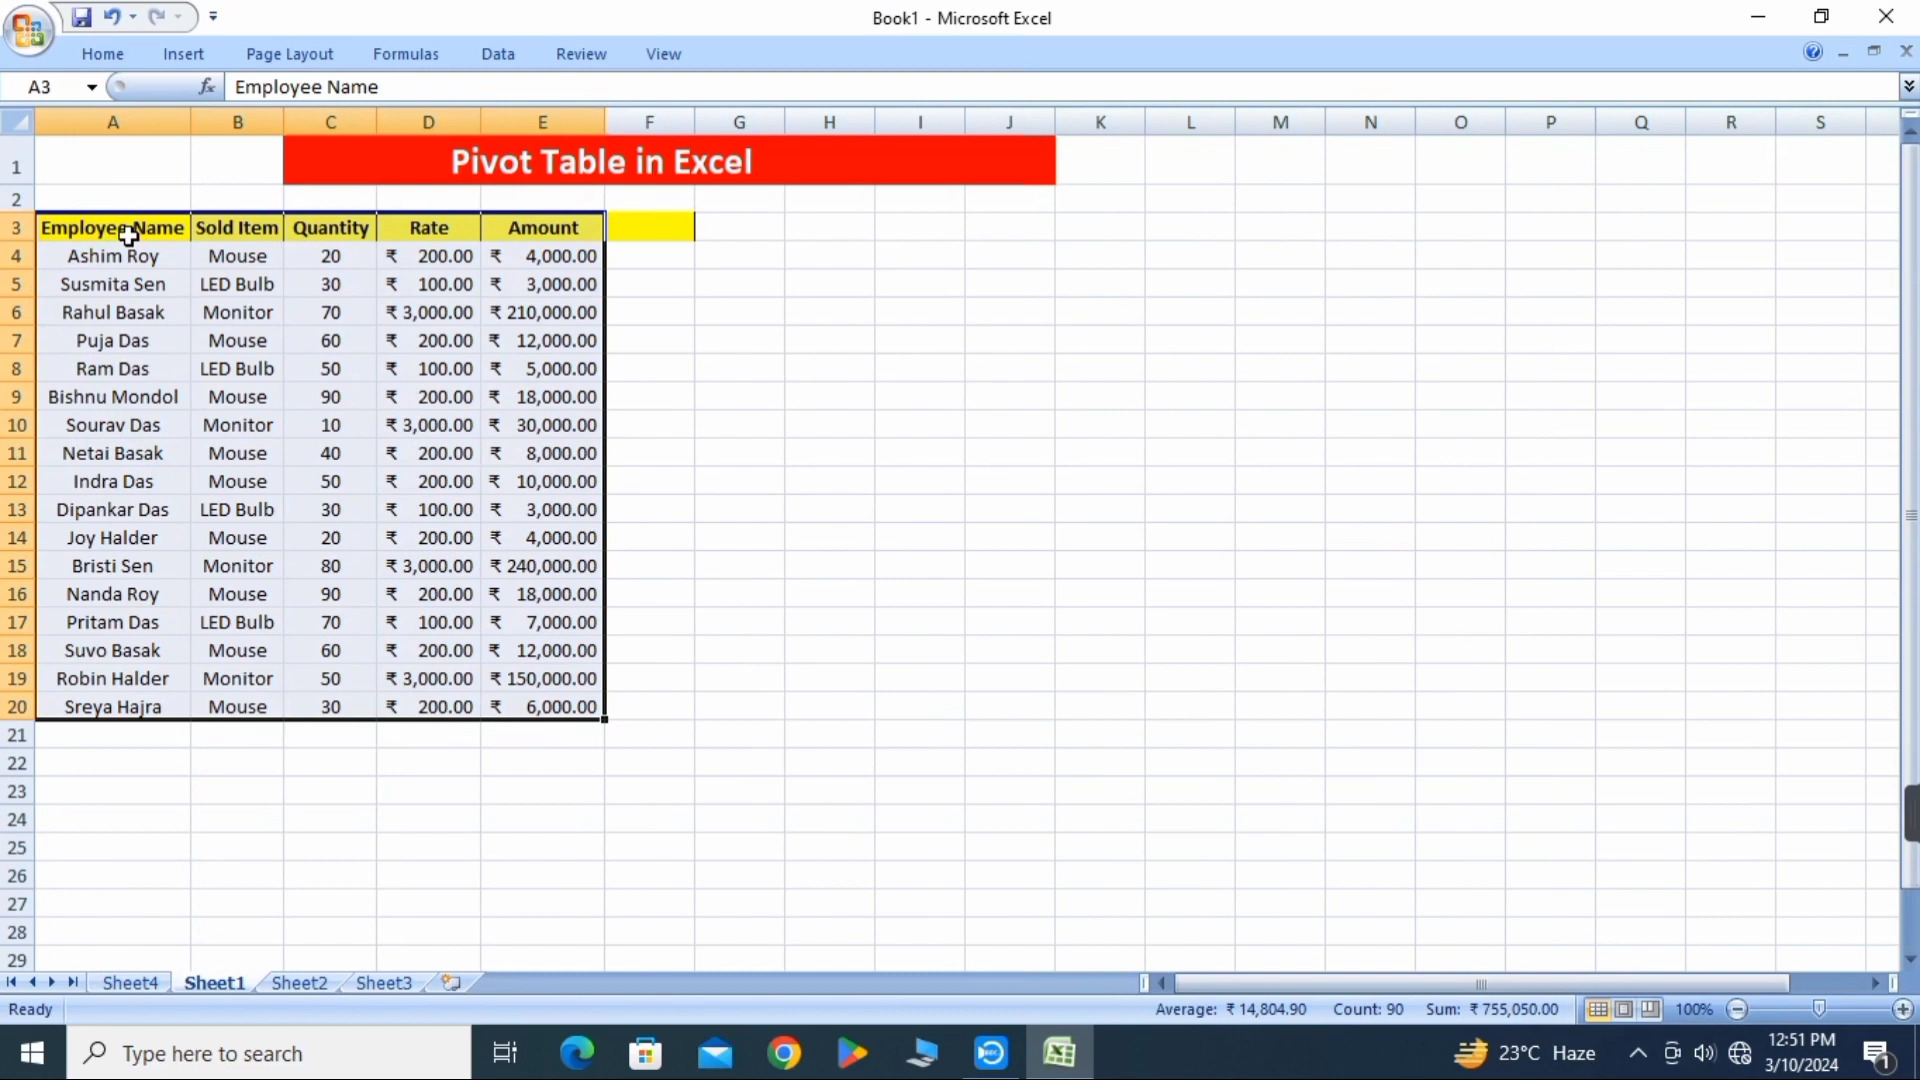 Book1 - Microsoft Excel
Home Insert Page Layout Formulas Data Review View
A3 fx Employee Name
A B C D E F G H I J K L M N O P Q R S
1 Pivot Table in Excel
2
3 Employee Name Sold Item Quantity Rate Amount
4 Ashim Roy Mouse 20 ₹ 200.00 ₹ 4,000.00
5 Susmita Sen LED Bulb 30 ₹ 100.00 ₹ 3,000.00
6 Rahul Basak Monitor 70 ₹ 3,000.00 ₹ 210,000.00
7 Puja Das Mouse 60 ₹ 200.00 ₹ 12,000.00
8 Ram Das LED Bulb 50 ₹ 100.00 ₹ 5,000.00
9 Bishnu Mondol Mouse 90 ₹ 200.00 ₹ 18,000.00
10 Sourav Das Monitor 10 ₹ 3,000.00 ₹ 30,000.00
11 Netai Basak Mouse 40 ₹ 200.00 ₹ 8,000.00
12 Indra Das Mouse 50 ₹ 200.00 ₹ 10,000.00
13 Dipankar Das LED Bulb 30 ₹ 100.00 ₹ 3,000.00
14 Joy Halder Mouse 20 ₹ 200.00 ₹ 4,000.00
15 Bristi Sen Monitor 80 ₹ 3,000.00 ₹ 240,000.00
16 Nanda Roy Mouse 90 ₹ 200.00 ₹ 18,000.00
17 Pritam Das LED Bulb 70 ₹ 100.00 ₹ 7,000.00
18 Suvo Basak Mouse 60 ₹ 200.00 ₹ 12,000.00
19 Robin Halder Monitor 50 ₹ 3,000.00 ₹ 150,000.00
20 Sreya Hajra Mouse 30 ₹ 200.00 ₹ 6,000.00
21
22
23
24
25
26
27
28
29
Sheet4 Sheet1 Sheet2 Sheet3
Ready Average: ₹ 14,804.90 Count: 90 Sum: ₹ 755,050.00 100%
Type here to search 23°C Haze 12:51 PM
3/10/2024 1